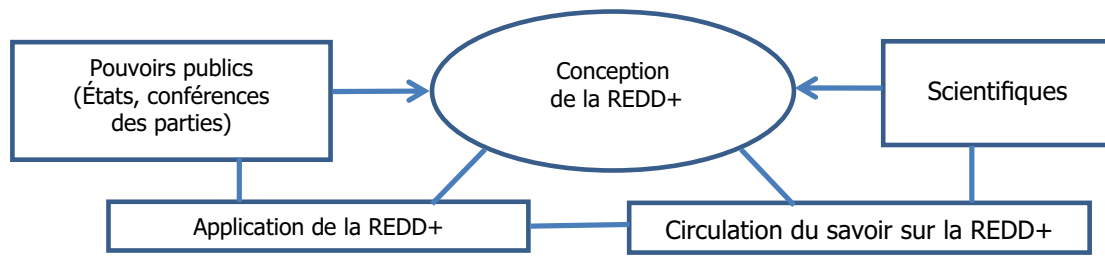 Pouvoirs publics
(États, conférences
des parties)
Conception
de la REDD+
Scientifiques
Application de la REDD+
Circulation du savoir sur la REDD+